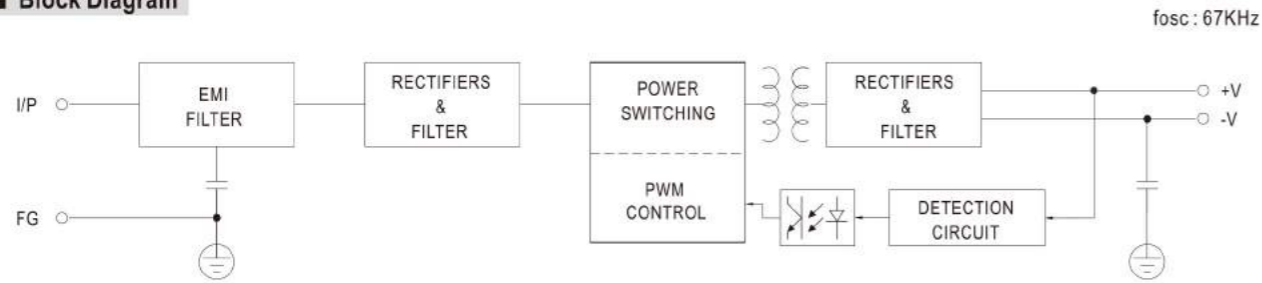 Block Diagram
fosc : 67KHz
I/P
EMI
FILTER
RECTIFIERS
&
FILTER
POWER
SWITCHING
PWM
CONTROL
RECTIFIERS
&
FILTER
+V
-V
DETECTION
CIRCUIT
FG